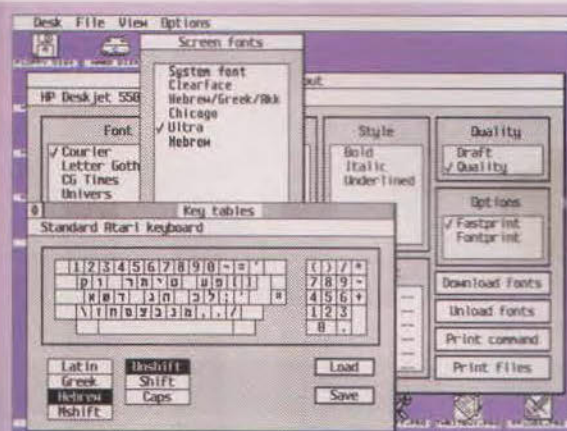 Desk File View Options
Screen fonts
System font
Clearface
Hebrew/Greek/Akk
Chicago
✓ Ultra
Hebrew
HP Deskjet 550
Font
✓ Courier
Letter Goth
CG Times
Univers
Style
Bold
Italic
Underlined
Quality
Draft
✓ Quality
Options
✓ Fastprint
Fontprint
Download fonts
Unload fonts
Print command
Print files
Key tables
Standard Atari keyboard
1 2 3 4 5 6 7 8 9 0 - = '
( ) / *
7 8 9 -
4 5 6 +
1 2 3
0 .
Latin
Greek
Hebrew
Nshift
Unshift
Shift
Caps
Load
Save